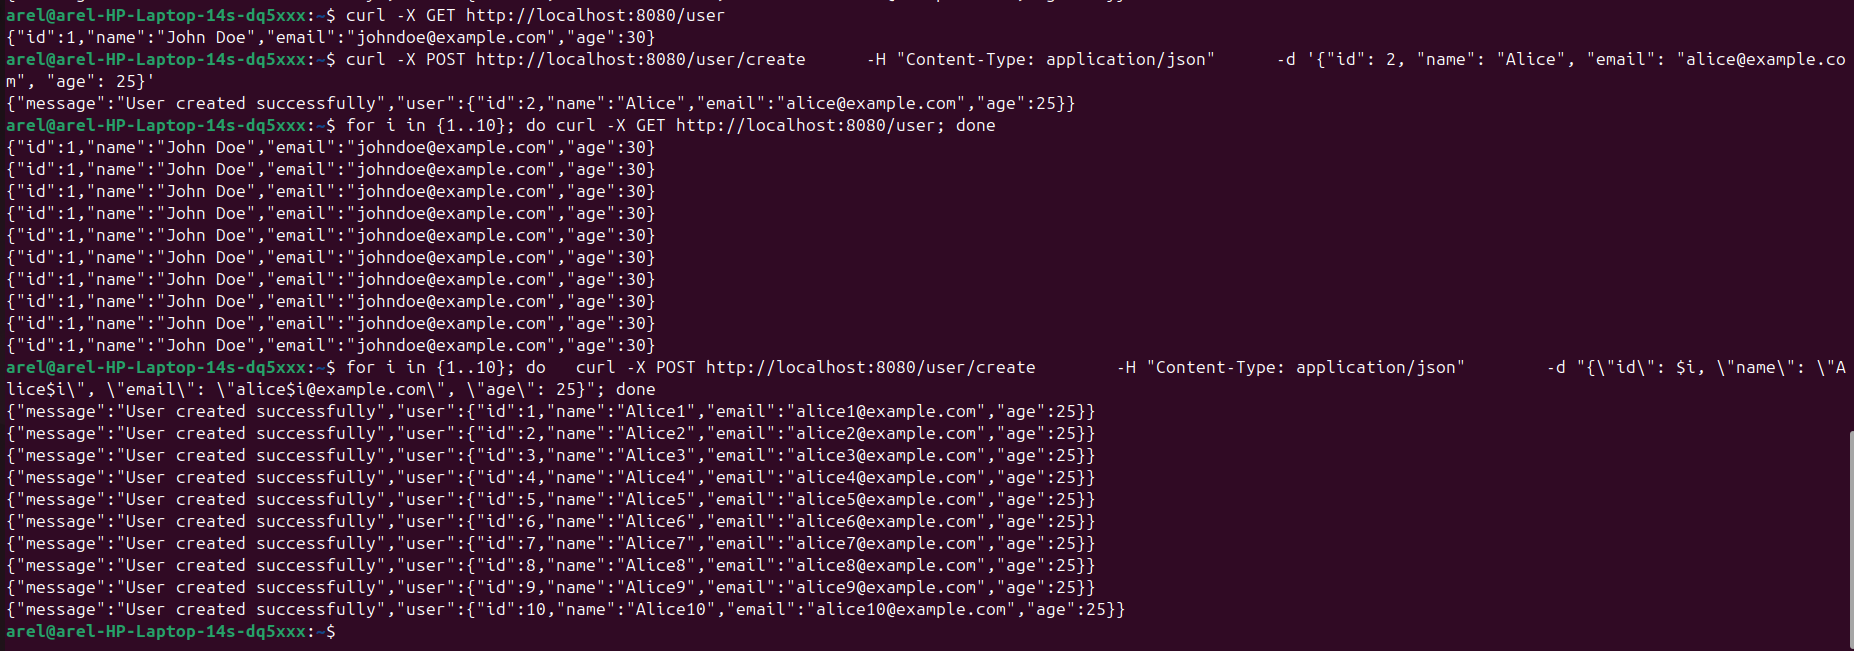 arel@arel-HP-Laptop-14s-dq5xxx:~$ curl -X GET http://localhost:8080/user
{"id":1,"name":"John Doe","email":"johndoe@example.com","age":30}
arel@arel-HP-Laptop-14s-dq5xxx:~$ curl -X POST http://localhost:8080/user/create      -H "Content-Type: application/json"      -d '{"id": 2, "name": "Alice", "email": "alice@example.co
m", "age": 25}'
{"message":"User created successfully","user":{"id":2,"name":"Alice","email":"alice@example.com","age":25}}
arel@arel-HP-Laptop-14s-dq5xxx:~$ for i in {1..10}; do curl -X GET http://localhost:8080/user; done
{"id":1,"name":"John Doe","email":"johndoe@example.com","age":30}
{"id":1,"name":"John Doe","email":"johndoe@example.com","age":30}
{"id":1,"name":"John Doe","email":"johndoe@example.com","age":30}
{"id":1,"name":"John Doe","email":"johndoe@example.com","age":30}
{"id":1,"name":"John Doe","email":"johndoe@example.com","age":30}
{"id":1,"name":"John Doe","email":"johndoe@example.com","age":30}
{"id":1,"name":"John Doe","email":"johndoe@example.com","age":30}
{"id":1,"name":"John Doe","email":"johndoe@example.com","age":30}
{"id":1,"name":"John Doe","email":"johndoe@example.com","age":30}
{"id":1,"name":"John Doe","email":"johndoe@example.com","age":30}
arel@arel-HP-Laptop-14s-dq5xxx:~$ for i in {1..10}; do   curl -X POST http://localhost:8080/user/create        -H "Content-Type: application/json"        -d "{\"id\": $i, \"name\": \"A
lice$i\", \"email\": \"alice$i@example.com\", \"age\": 25}"; done
{"message":"User created successfully","user":{"id":1,"name":"Alice1","email":"alice1@example.com","age":25}}
{"message":"User created successfully","user":{"id":2,"name":"Alice2","email":"alice2@example.com","age":25}}
{"message":"User created successfully","user":{"id":3,"name":"Alice3","email":"alice3@example.com","age":25}}
{"message":"User created successfully","user":{"id":4,"name":"Alice4","email":"alice4@example.com","age":25}}
{"message":"User created successfully","user":{"id":5,"name":"Alice5","email":"alice5@example.com","age":25}}
{"message":"User created successfully","user":{"id":6,"name":"Alice6","email":"alice6@example.com","age":25}}
{"message":"User created successfully","user":{"id":7,"name":"Alice7","email":"alice7@example.com","age":25}}
{"message":"User created successfully","user":{"id":8,"name":"Alice8","email":"alice8@example.com","age":25}}
{"message":"User created successfully","user":{"id":9,"name":"Alice9","email":"alice9@example.com","age":25}}
{"message":"User created successfully","user":{"id":10,"name":"Alice10","email":"alice10@example.com","age":25}}
arel@arel-HP-Laptop-14s-dq5xxx:~$